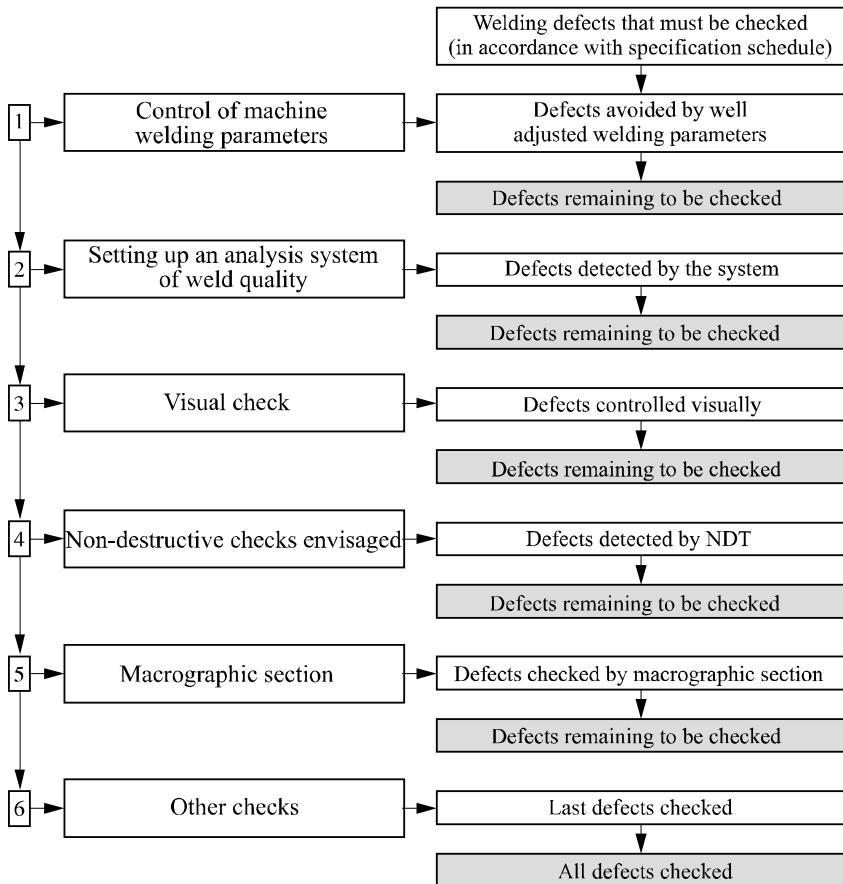 Welding defects that must be checked
(in accordance with specification schedule)
1
Control of machine
welding parameters
Defects avoided by well
adjusted welding parameters
Defects remaining to be checked
2
Setting up an analysis system
of weld quality
Defects detected by the system
Defects remaining to be checked
3
Visual check
Defects controlled visually
Defects remaining to be checked
4
Non-destructive checks envisaged
Defects detected by NDT
Defects remaining to be checked
5
Macrographic section
Defects checked by macrographic section
Defects remaining to be checked
6
Other checks
Last defects checked
All defects checked